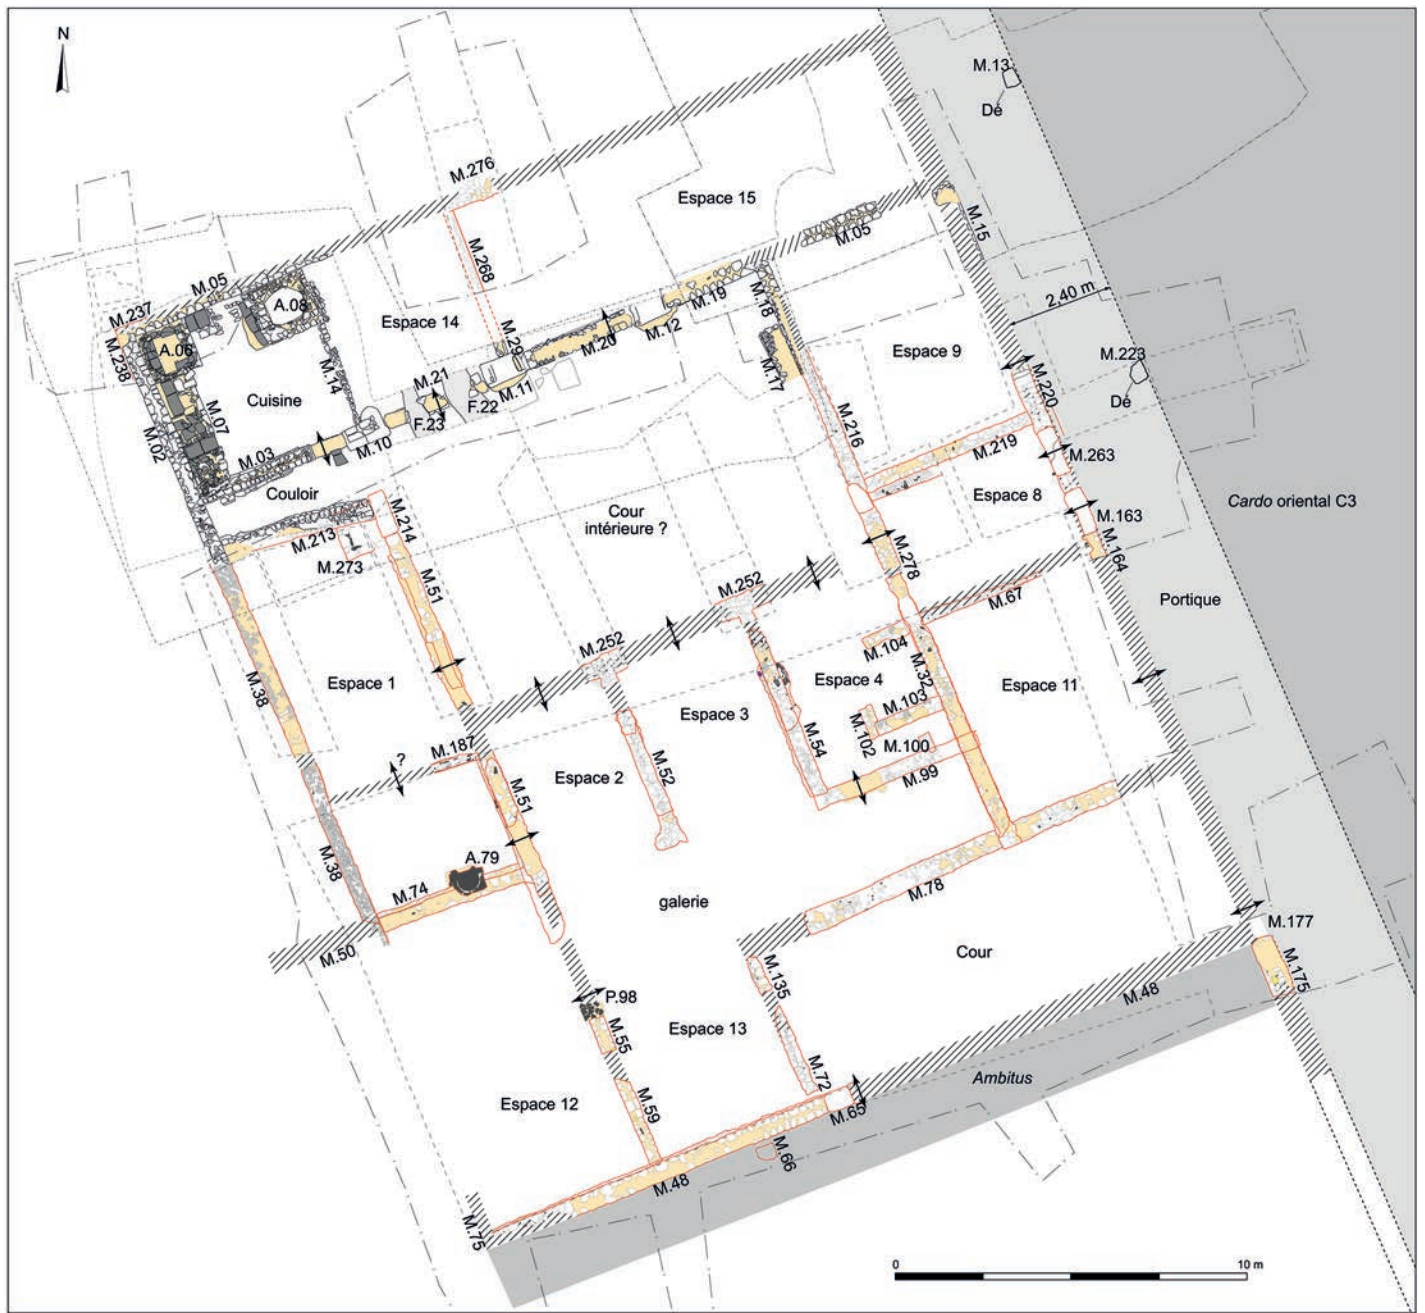 N
M.13
Dé
M.276
Espace 15
M.05
M.15
M.268
M.05
M.237
A.08
A.06
M.238
Espace 14
M.19
M.18
2,40 m
M.12
M.20
M.29
M.14
Cuisine
M.21
M.11
F.22
F.23
M.17
Espace 9
M.223
Dé
M.220
M.07
M.02
M.10
M.03
M.216
M.219
M.263
Couloir
M.214
M.213
M.273
Espace 8
Cardo oriental C3
M.163
M.164
Cour
intérieure ?
M.278
M.51
M.252
M.67
Portique
M.252
M.104
M.32
Espace 4
Espace 11
M.38
Espace 1
Espace 3
M.103
M.102
M.100
M.54
M.99
?
M.187
Espace 2
M.52
M.51
M.38
A.79
M.74
M.78
galerie
M.50
Cour
M.177
M.175
M.135
P.98
M.48
M.55
Espace 13
M.72
Ambitus
M.59
Espace 12
M.65
M.66
M.48
M.75
0
10 m